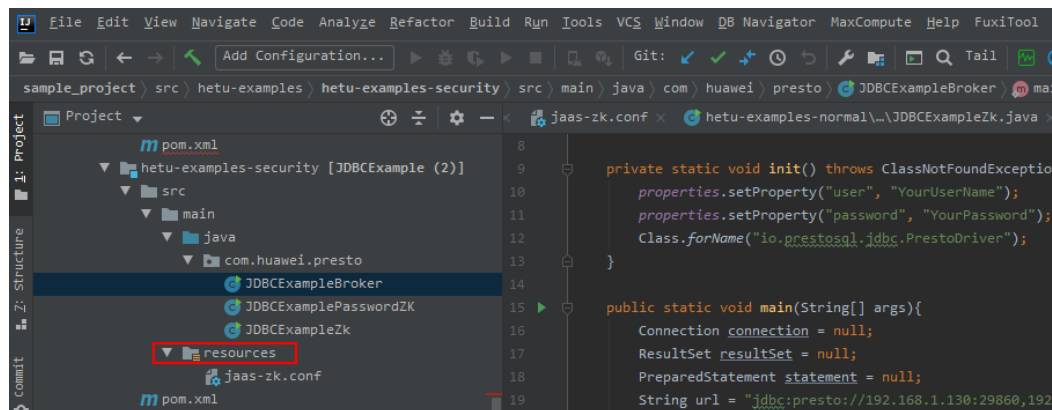 File Edit View Navigate Code Analyze Refactor Build Run Tools VCS Window DB Navigator MaxCompute Help FuxiTool
Add Configuration... Git: Tail
sample_project src hetu-examples hetu-examples-security src main java com huawei presto JDBCExampleBroker
1: Project
Z: Structure
commit
Project
pom.xml
hetu-examples-security [JDBCExample (2)]
src
main
java
com.huawei.presto
JDBCExampleBroker
JDBCExamplePasswordZK
JDBCExampleZk
resources
jaas-zk.conf
pom.xml
jaas-zk.conf × hetu-examples-normal\...\JDBCExampleZk.java ×
8
9 private static void init() throws ClassNotFoundExceptio
10 properties.setProperty("user", "YourUserName");
11 properties.setProperty("password", "YourPassword");
12 Class.forName("io.prestosql.jdbc.PrestoDriver");
13 }
14
15 public static void main(String[] args){
16 Connection connection = null;
17 ResultSet resultSet = null;
18 PreparedStatement statement = null;
19 String url = "jdbc:presto://192.168.1.130:29860,192